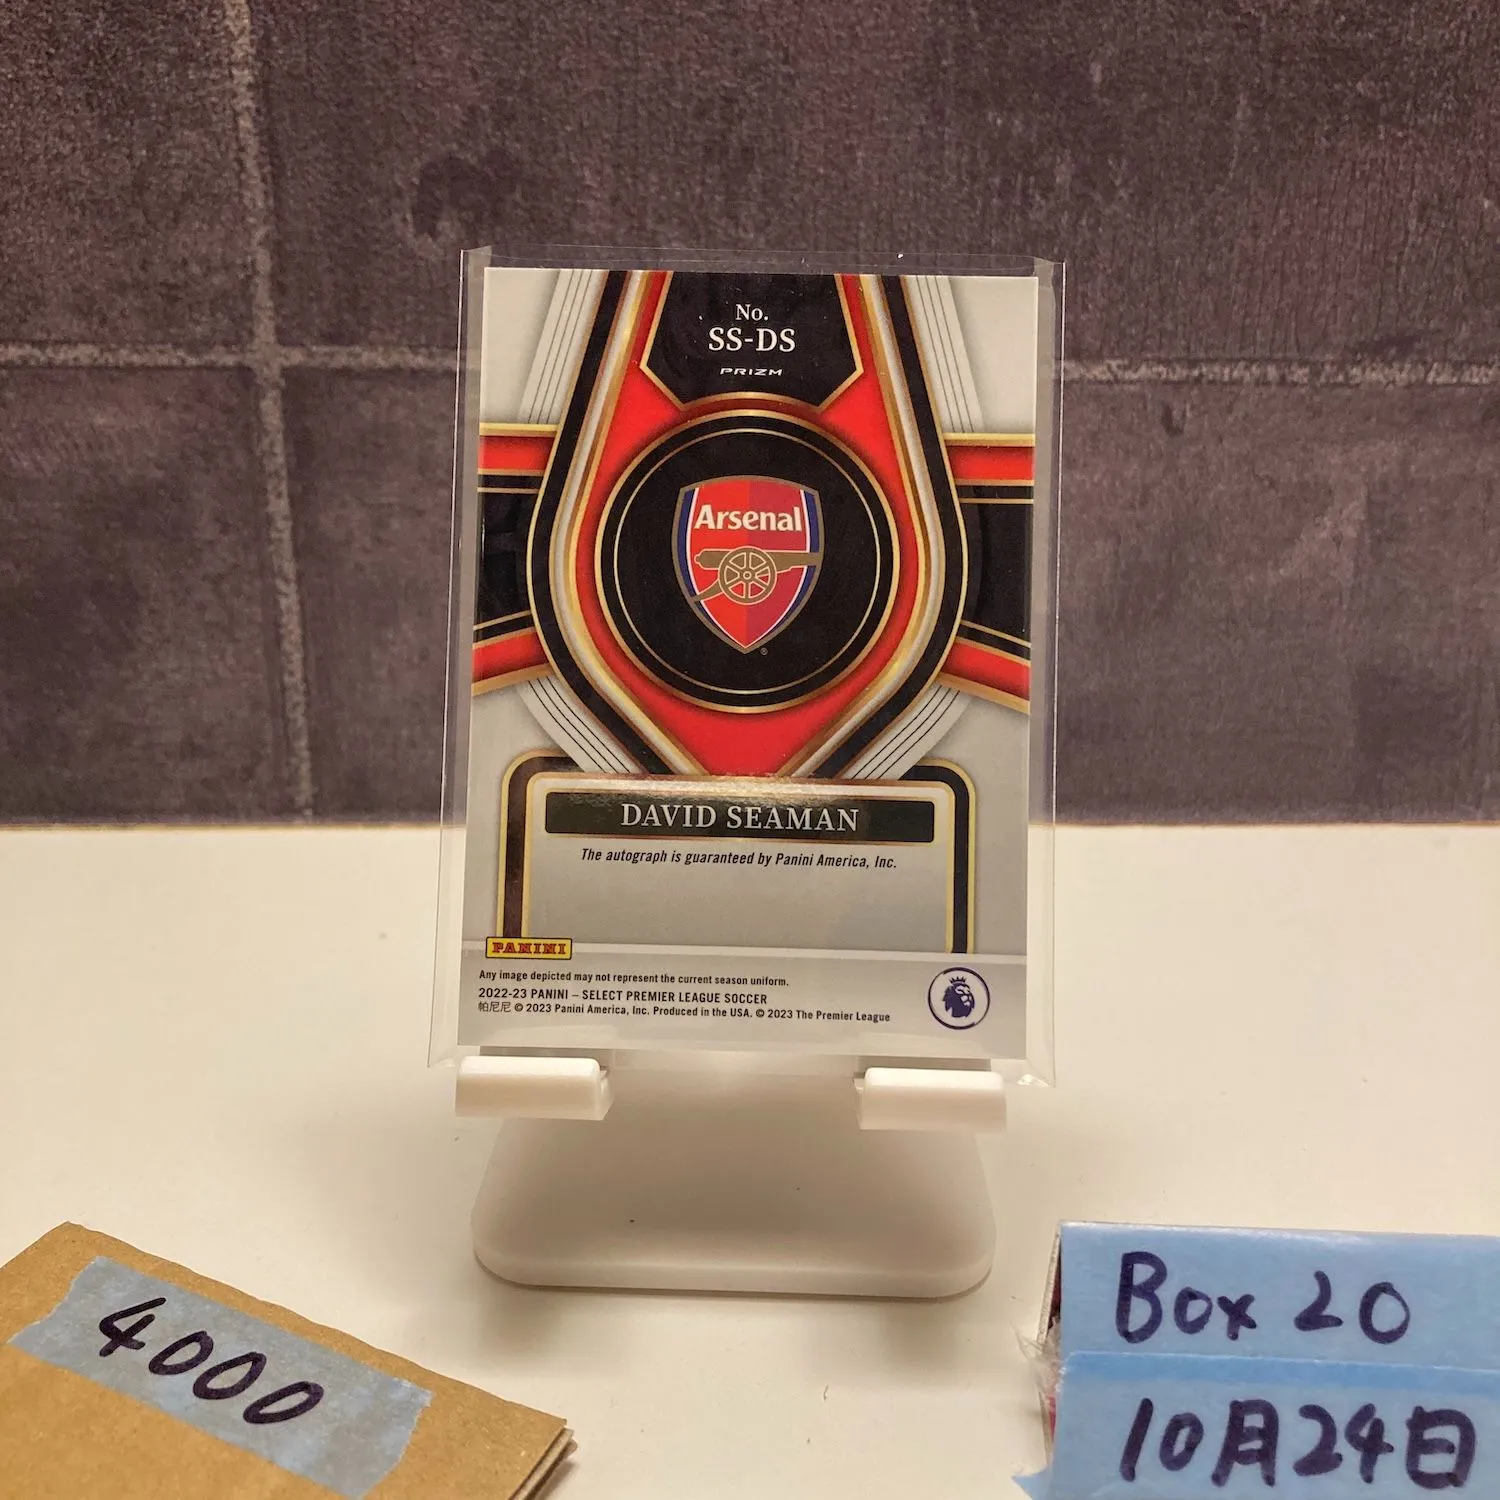 No.
SS-DS
PRIZM
Arsenal
®
DAVID SEAMAN
The autograph is guaranteed by Panini America, Inc.
PANINI
Any image depicted may not represent the current season uniform.
2022-23 PANINI – SELECT PREMIER LEAGUE SOCCER
帕尼尼 © 2023 Panini America, Inc. Produced in the USA. © 2023 The Premier League
4000
Box 20
10月24日